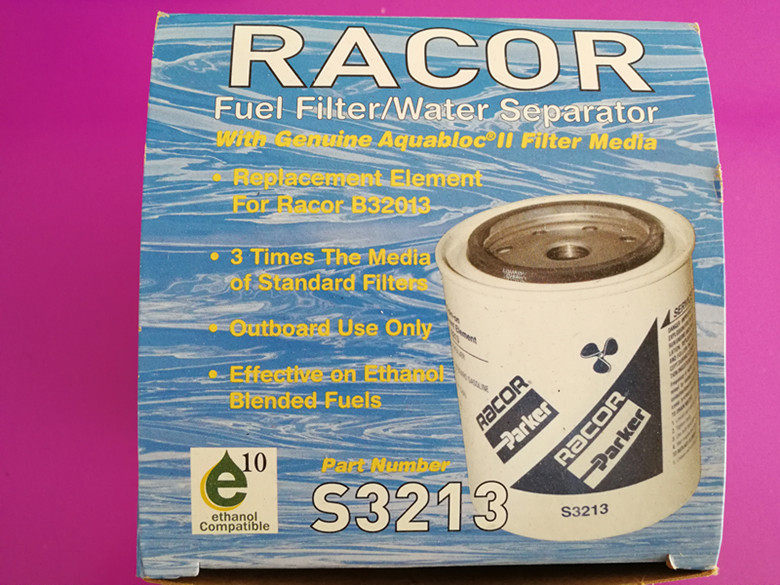 RACOR
Fuel Filter/Water Separator
With Genuine Aquabloc® II Filter Media
• Replacement Element
For Racor B32013
• 3 Times The Media
of Standard Filters
• Outboard Use Only
• Effective on Ethanol
Blended Fuels
e10
ethanol
Compatible
Part Number
S3213
Element
GASOLINE
RACOR
Parker
RACOR
Parker
S3213